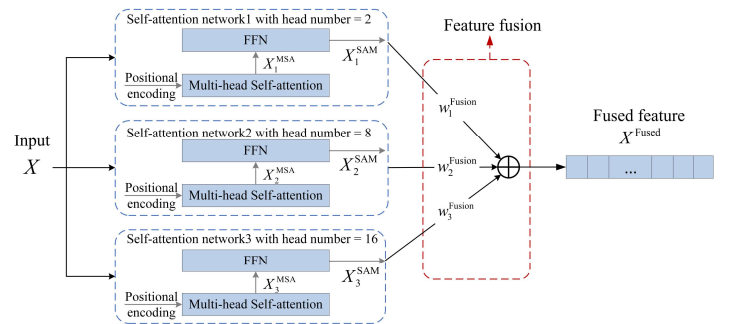 Self-attention network1 with head number = 2
FFN
X_1^MSA
X_1^SAM
Positional
encoding
Multi-head Self-attention
Input
X
Self-attention network2 with head number = 8
FFN
X_2^MSA
X_2^SAM
Positional
encoding
Multi-head Self-attention
Self-attention network3 with head number = 16
FFN
X_3^MSA
X_3^SAM
Positional
encoding
Multi-head Self-attention
Feature fusion
w_1^Fusion
w_2^Fusion
w_3^Fusion
Fused feature
X^Fused
...